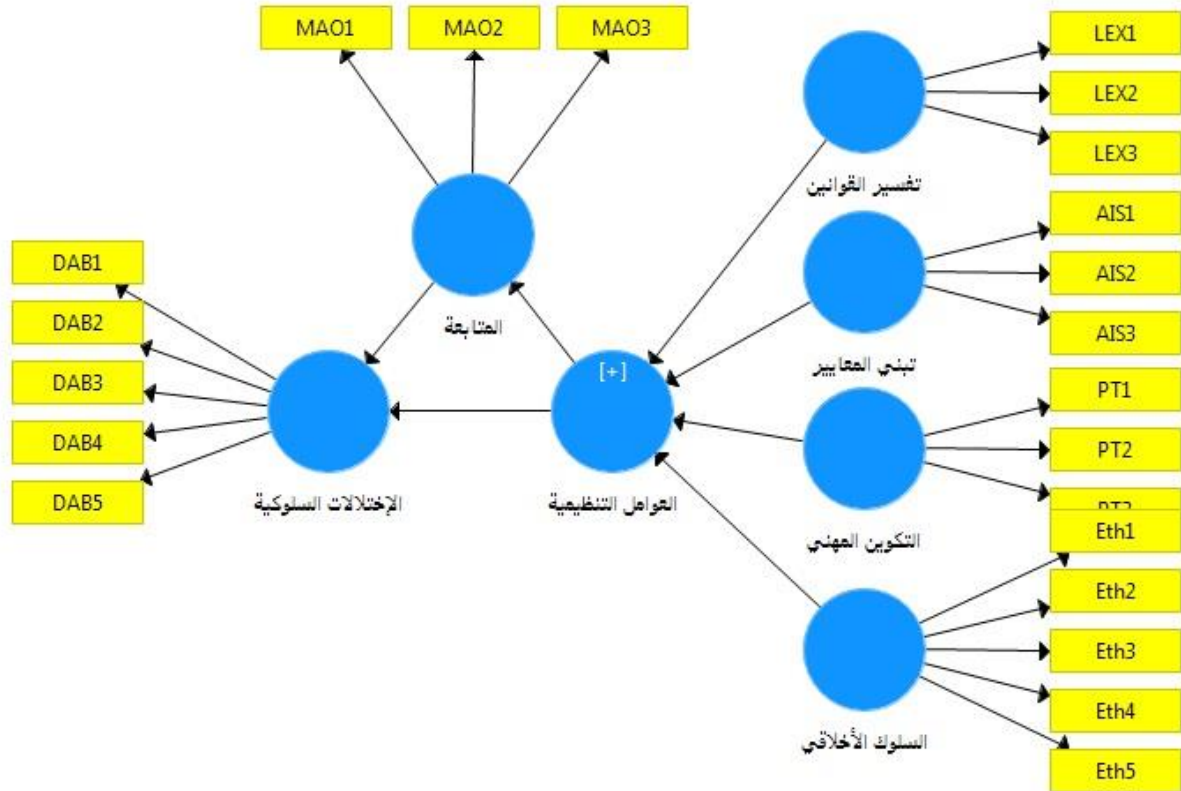 MAO1
MAO2
MAO3
LEX1
LEX2
LEX3
تفسير القوانين
AIS1
AIS2
AIS3
تبني المعايير
المتابعة
DAB1
DAB2
DAB3
DAB4
DAB5
الإختلالات السلوكية
[+]
العوامل التنظيمية
PT1
PT2
PT3
التكوين المهني
Eth1
Eth2
Eth3
Eth4
Eth5
السلوك الأخلاقي